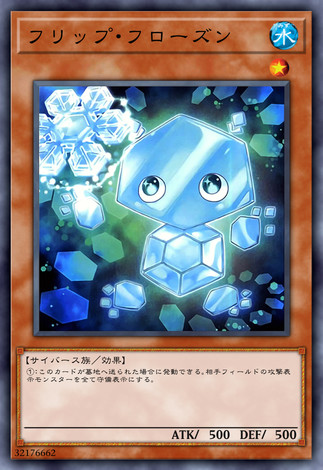 フリップ・フローズン
水
【サイバース族／効果】
①：このカードが墓地へ送られた場合に発動できる。相手フィールドの攻撃表
示モンスターを全て守備表示にする。
ATK/ 500 DEF/ 500
32176662